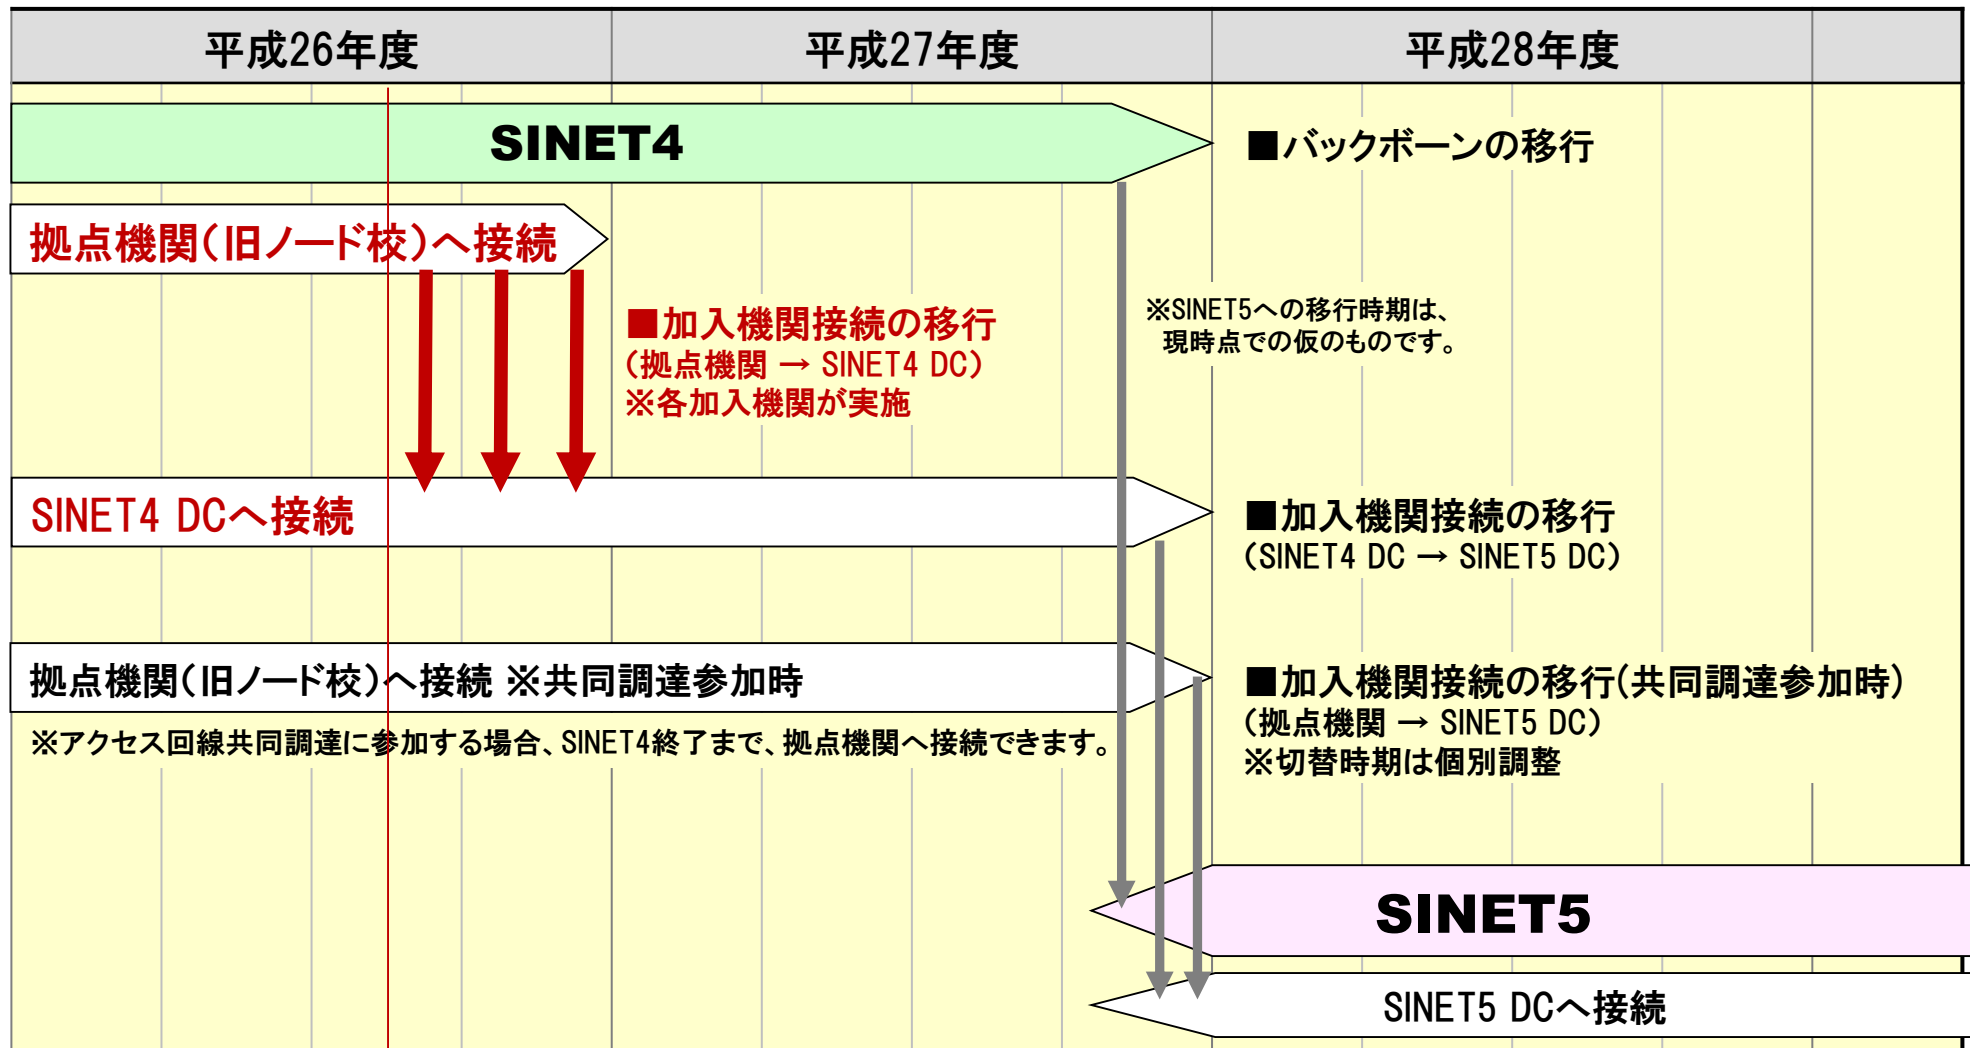 平成26年度
平成27年度
平成28年度
SINET4
■バックボーンの移行
拠点機関(旧ノード校)へ接続
※SINET5への移行時期は、
現時点での仮のものです。
■加入機関接続の移行
(拠点機関 → SINET4 DC)
※各加入機関が実施
SINET4 DCへ接続
■加入機関接続の移行
(SINET4 DC → SINET5 DC)
拠点機関(旧ノード校)へ接続 ※共同調達参加時
※アクセス回線共同調達に参加する場合、SINET4終了まで、拠点機関へ接続できます。
■加入機関接続の移行(共同調達参加時)
(拠点機関 → SINET5 DC)
※切替時期は個別調整
SINET5
SINET5 DCへ接続